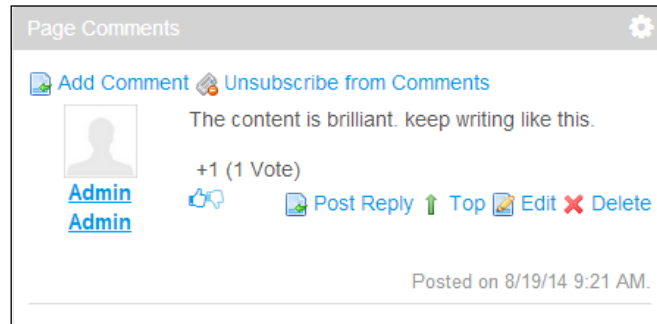 Page Comments
Add Comment Unsubscribe from Comments
The content is brilliant. keep writing like this.
+1 (1 Vote)
Admin
Admin
Post Reply Top Edit Delete
Posted on 8/19/14 9:21 AM.